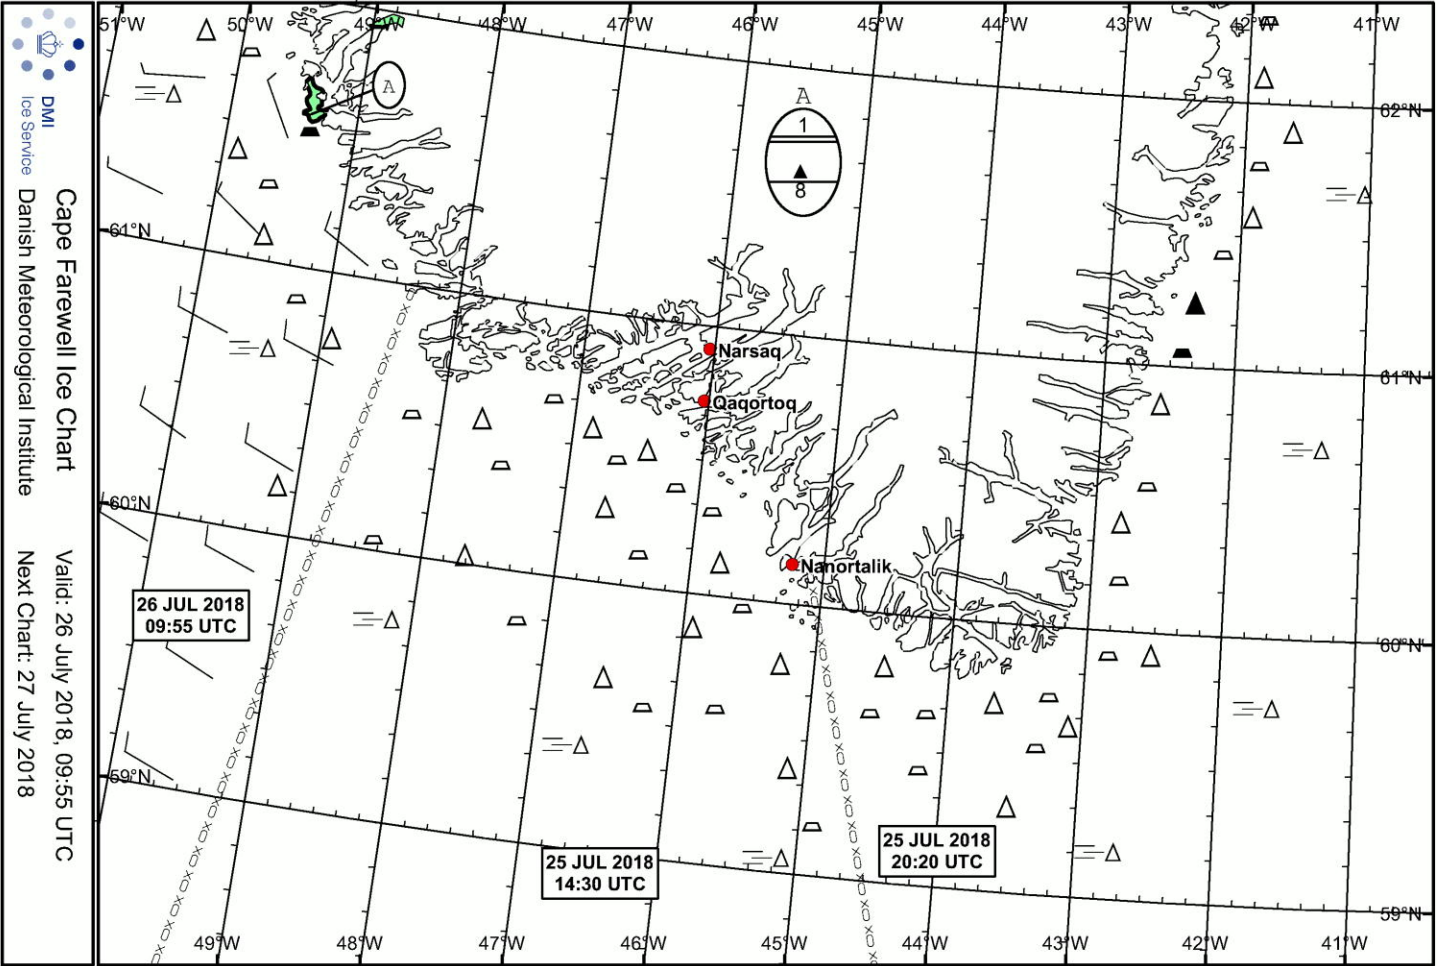 DMI
Ice Service
Cape Farewell Ice Chart
Danish Meteorological Institute
Valid: 26 July 2018, 09:55 UTC
Next Chart: 27 July 2018
51°W 50°W 49°W 48°W 47°W 46°W 45°W 44°W 43°W 42°W 41°W
A
A
1
8
62°N
61°N
61°N
Narsaq
Qaqortoq
60°N
Nanortalik
60°N
26 JUL 2018
09:55 UTC
59°N
25 JUL 2018
14:30 UTC
25 JUL 2018
20:20 UTC
59°N
49°W 48°W 47°W 46°W 45°W 44°W 43°W 42°W 41°W